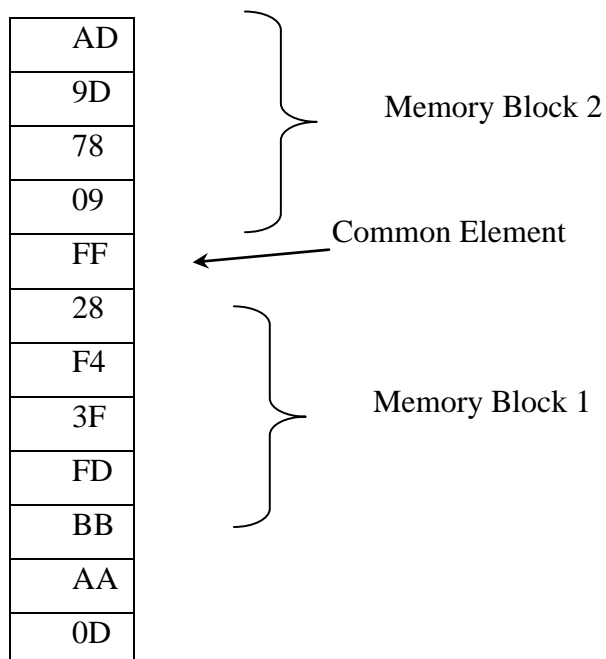 AD
9D
Memory Block 2
78
09
Common Element
FF
28
F4
Memory Block 1
3F
FD
BB
AA
0D